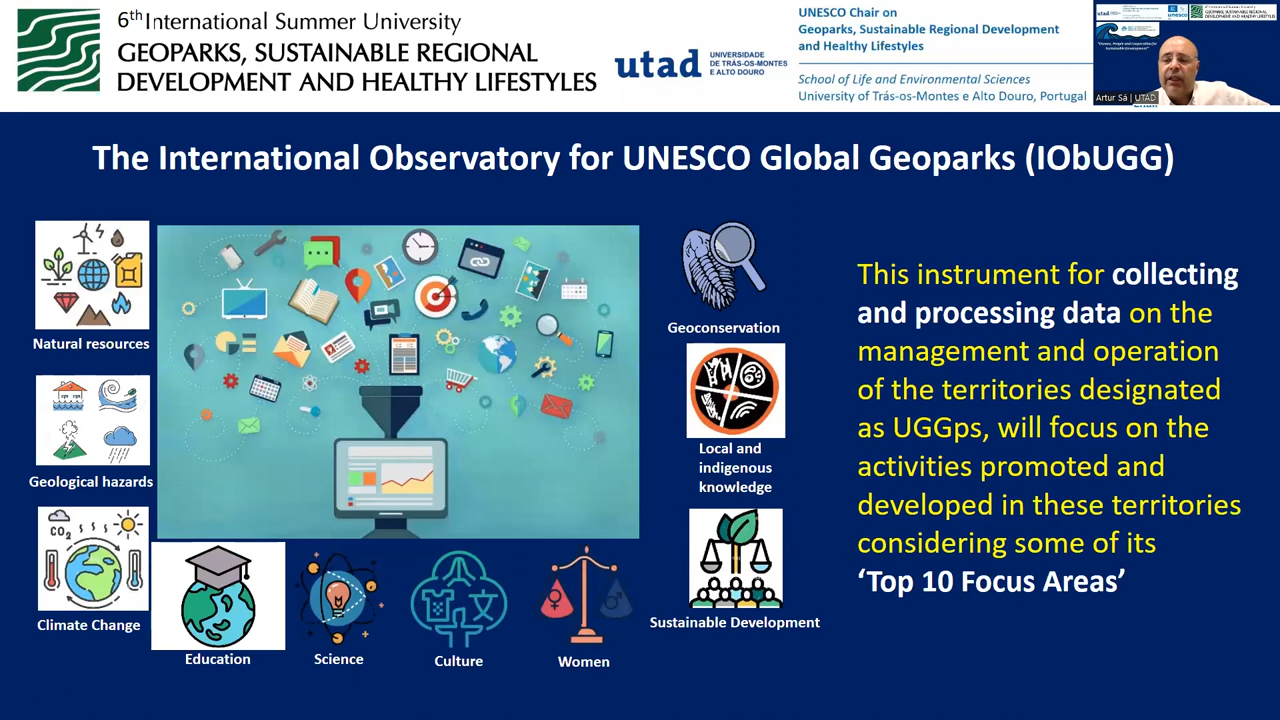 6th International Summer University
GEOPARKS, SUSTAINABLE REGIONAL
DEVELOPMENT AND HEALTHY LIFESTYLES
utad
UNIVERSIDADE
DE TRÁS-OS-MONTES
E ALTO DOURO
UNESCO Chair on
Geoparks, Sustainable Regional Development
and Healthy Lifestyles
School of Life and Environmental Sciences
University of Trás-os-Montes e Alto Douro, Portugal
Artur Sá | UTAD
The International Observatory for UNESCO Global Geoparks (IObUGG)
Natural resources
Geological hazards
CO2
Climate Change
Education
Science
Culture
Women
Geoconservation
Local and
indigenous
knowledge
Sustainable Development
This instrument for collecting
and processing data on the
management and operation
of the territories designated
as UGGps, will focus on the
activities promoted and
developed in these territories
considering some of its
‘Top 10 Focus Areas’